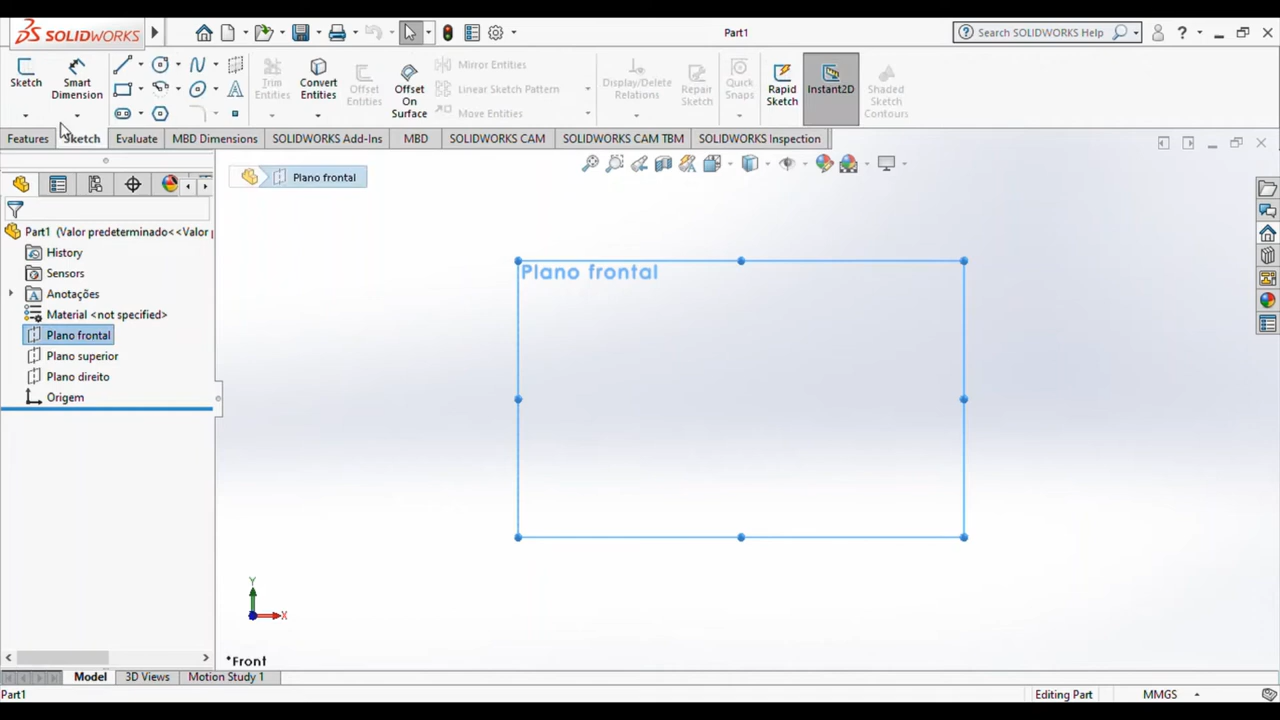 SOLIDWORKS
Part1
Search SOLIDWORKS Help
?
Sketch
Smart Dimension
Trim Entities
Convert Entities
Offset Entities
Offset On Surface
Mirror Entities
Linear Sketch Pattern
Move Entities
Display/Delete Relations
Repair Sketch
Quick Snaps
Rapid Sketch
Instant2D
Shaded Sketch Contours
Features
Sketch
Evaluate
MBD Dimensions
SOLIDWORKS Add-Ins
MBD
SOLIDWORKS CAM
SOLIDWORKS CAM TBM
SOLIDWORKS Inspection
Plano frontal
Part1 (Valor predeterminado<<Valor
History
Sensors
Anotações
Material <not specified>
Plano frontal
Plano superior
Plano direito
Origem
Plano frontal
Y
X
*Front
Model
3D Views
Motion Study 1
Part1
Editing Part
MMGS